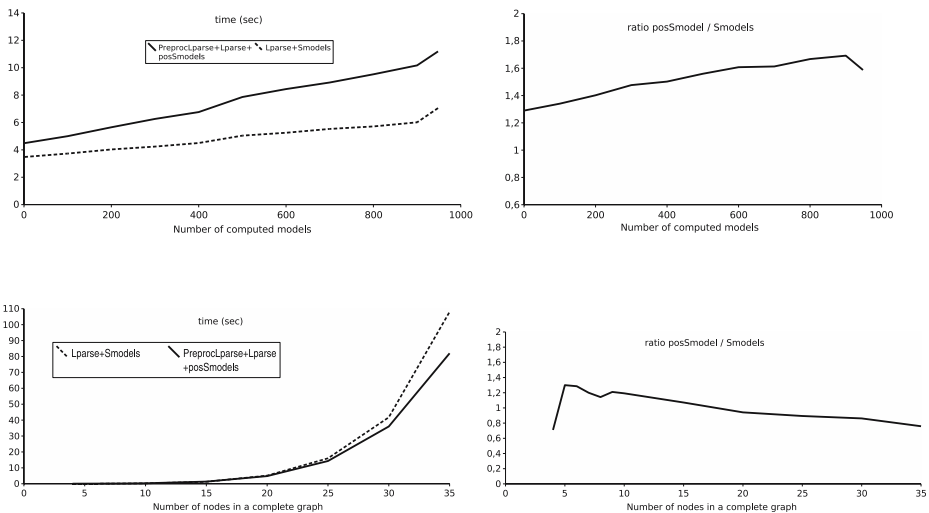 time (sec)
PreprocLparse+Lparse+
posSmodels
Lparse+Smodels
14
12
10
8
6
4
2
0
0 200 400 600 800 1000
Number of computed models
ratio posSmodel / Smodels
2
1,8
1,6
1,4
1,2
1
0,8
0,6
0 200 400 600 800 1000
Number of computed models
time (sec)
Lparse+Smodels
PreprocLparse+Lparse
+posSmodels
110
100
90
80
70
60
50
40
30
20
10
0
0 5 10 15 20 25 30 35
Number of nodes in a complete graph
ratio posSmodel / Smodels
2
1,8
1,6
1,4
1,2
1
0,8
0,6
0,4
0,2
0
0 5 10 15 20 25 30 35
Number of nodes in a complete graph